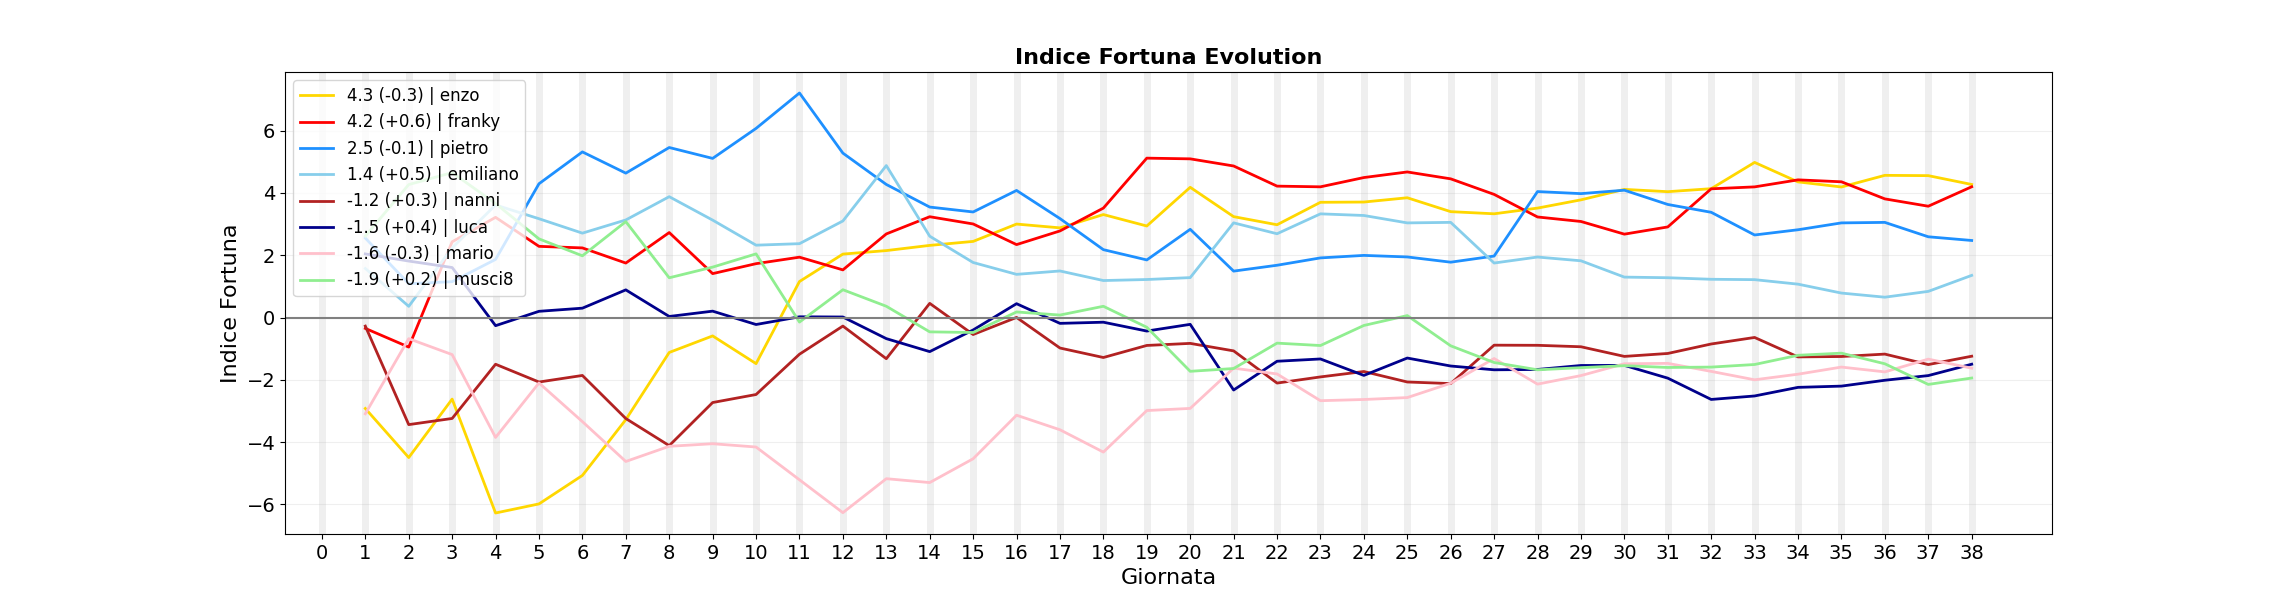 Indice Fortuna Evolution
4.3 (-0.3) | enzo
4.2 (+0.6) | franky
2.5 (-0.1) | pietro
1.4 (+0.5) | emiliano
-1.2 (+0.3) | nanni
-1.5 (+0.4) | luca
-1.6 (-0.3) | mario
-1.9 (+0.2) | musci8
Indice Fortuna
6
4
2
0
−2
−4
−6
0 1 2 3 4 5 6 7 8 9 10 11 12 13 14 15 16 17 18 19 20 21 22 23 24 25 26 27 28 29 30 31 32 33 34 35 36 37 38
Giornata